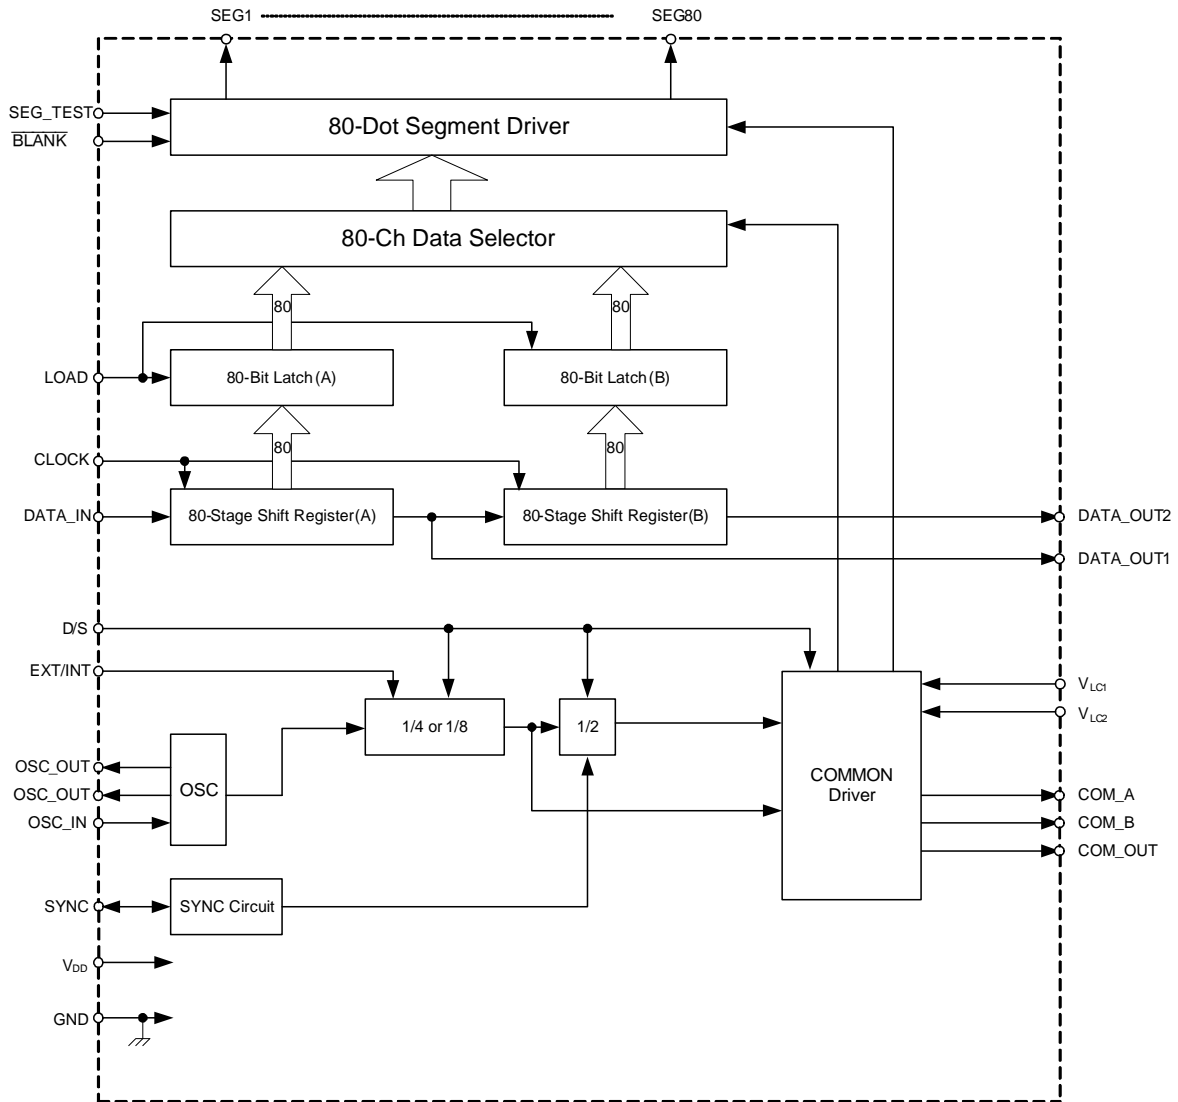 SEG1 SEG80
SEG_TEST
BLANK
80-Dot Segment Driver
80-Ch Data Selector
80 80
LOAD
80-Bit Latch(A) 80-Bit Latch(B)
80 80
CLOCK
DATA_IN
80-Stage Shift Register(A) 80-Stage Shift Register(B)
DATA_OUT2
DATA_OUT1
D/S
EXT/INT
VLC1
VLC2
1/4 or 1/8 1/2
OSC_OUT
OSC_OUT
OSC_IN
OSC
COMMON
Driver
COM_A
COM_B
COM_OUT
SYNC
SYNC Circuit
VDD
GND